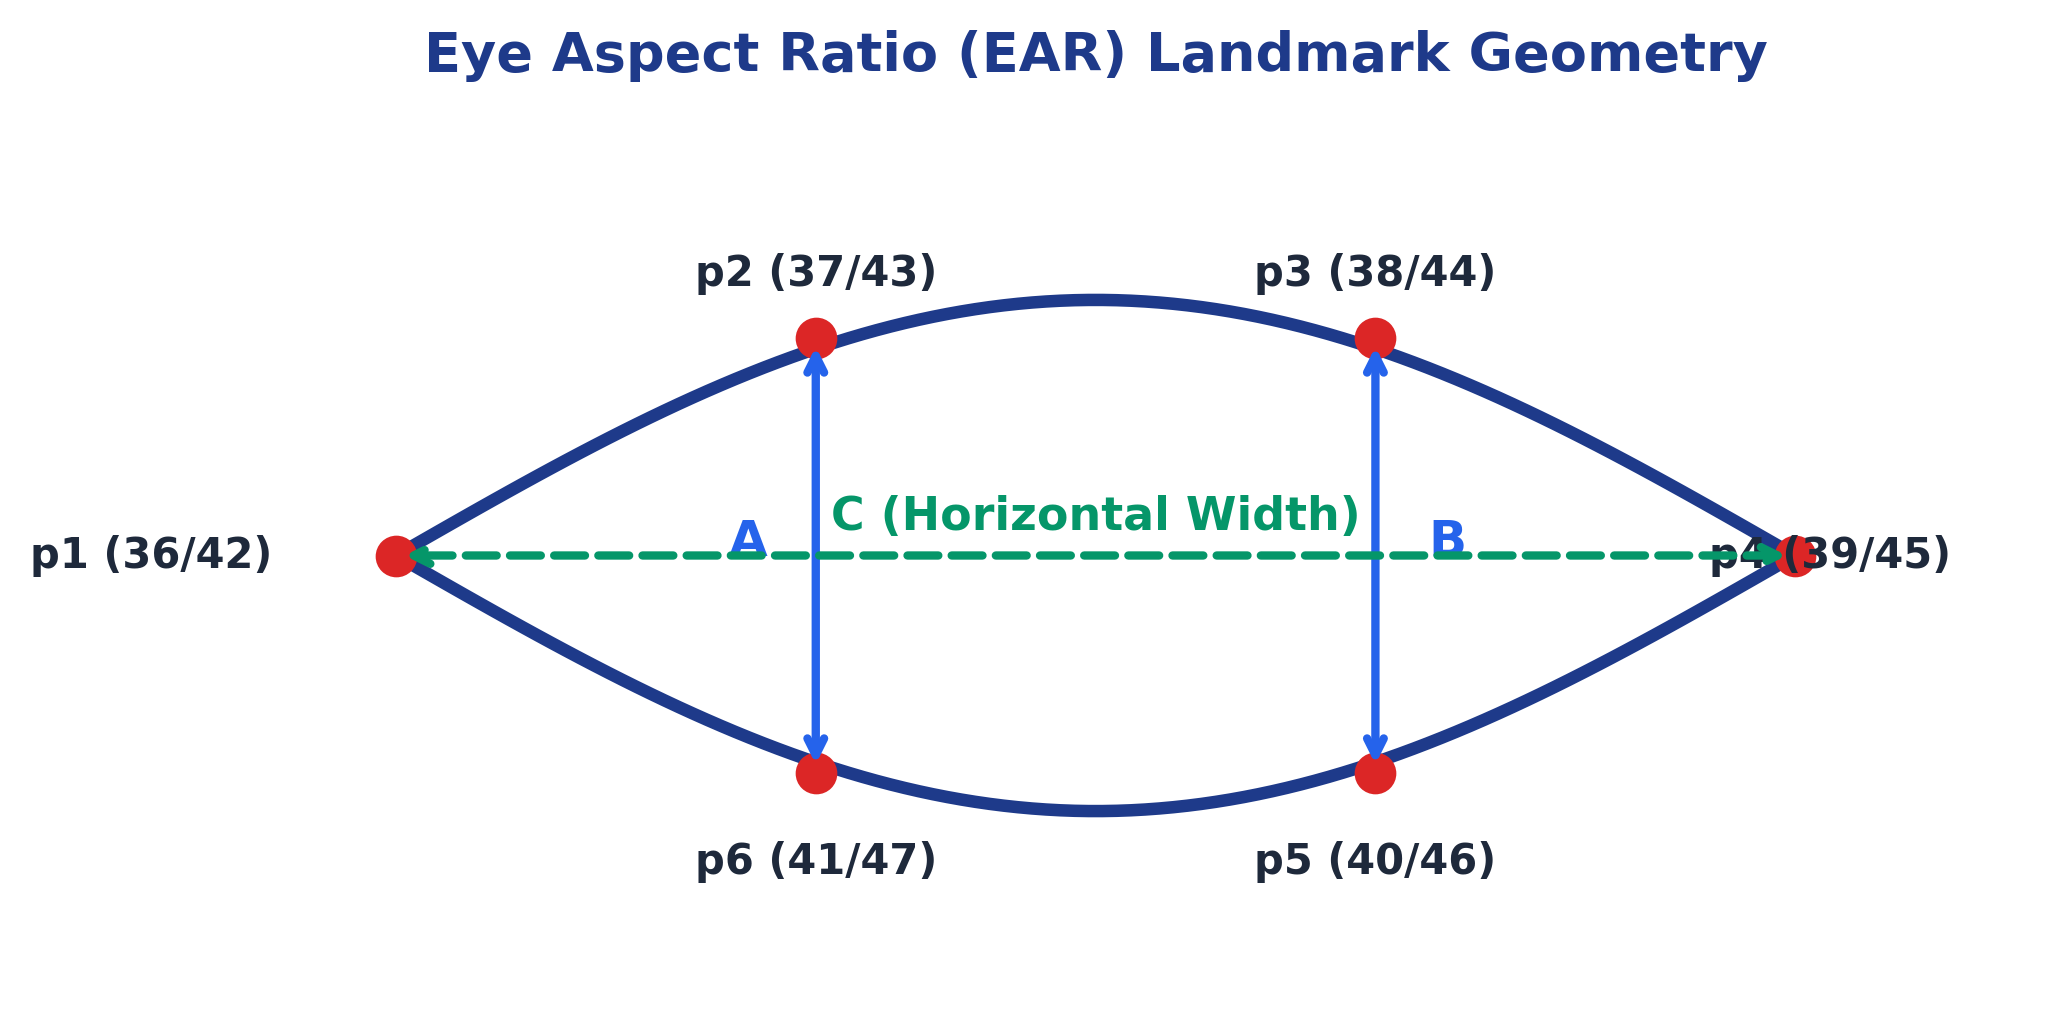 Eye Aspect Ratio (EAR) Landmark Geometry
p2 (37/43)
p3 (38/44)
C (Horizontal Width)
A
B
p1 (36/42)
p4 (39/45)
p6 (41/47)
p5 (40/46)